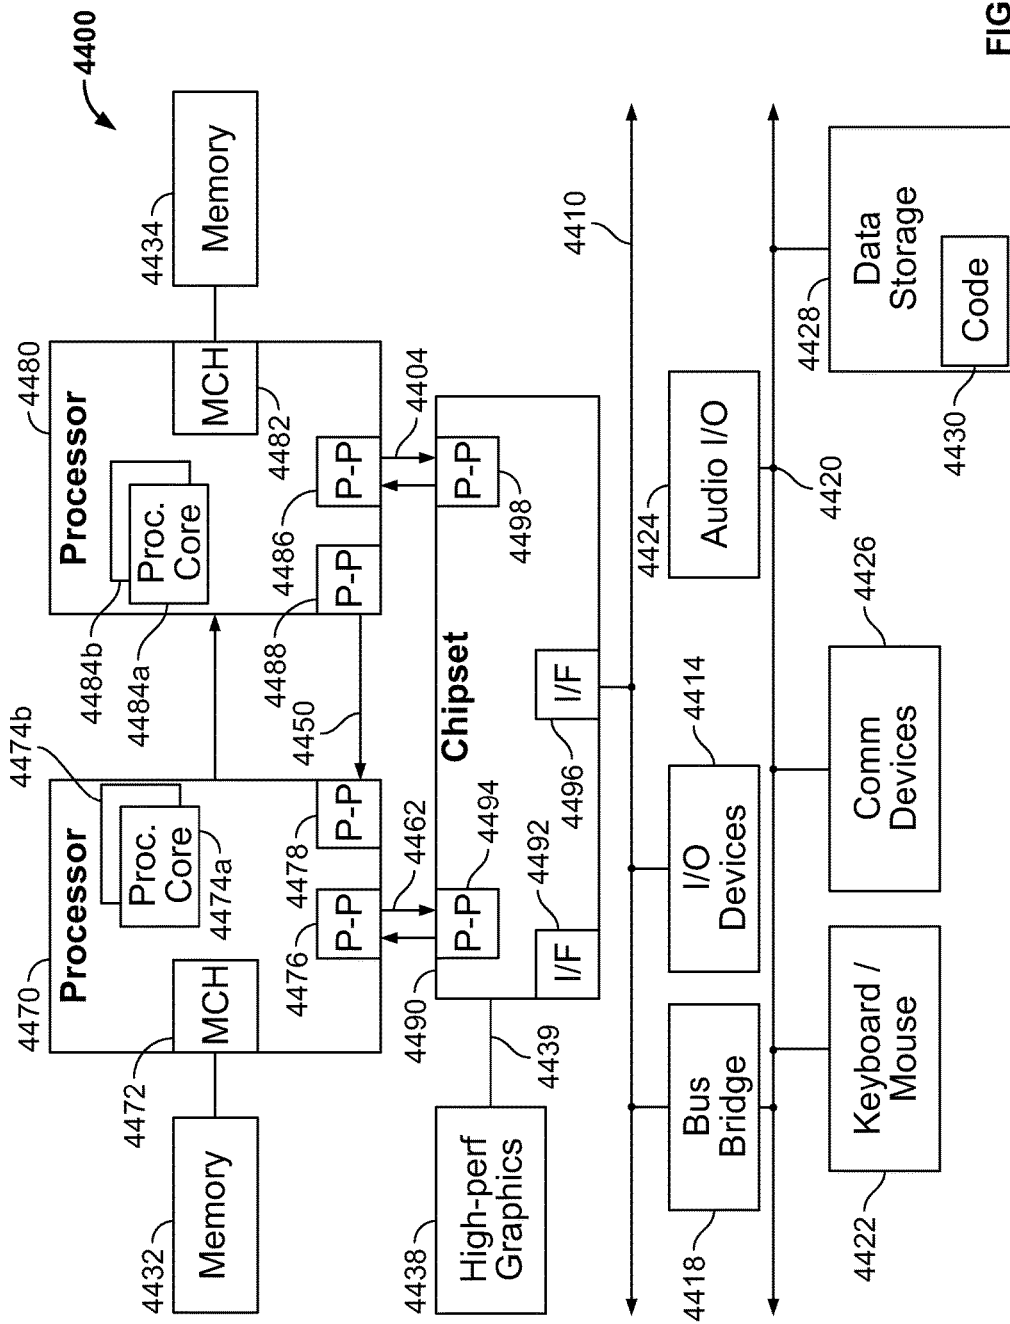 4400
4470
Processor
4474b
Proc.
Core
4474a
4484b
4484a
Processor
4480
Proc.
Core
4432
Memory
4472
MCH
MCH
4482
4434
Memory
4476
P-P
4478
P-P
4450
4488
P-P
4486
P-P
4462
4404
4438
High-perf
Graphics
4439
4490
P-P
4494
Chipset
P-P
4498
I/F
4492
I/F
4496
4410
4418
Bus
Bridge
I/O
Devices
4414
4424
Audio I/O
4420
4422
Keyboard /
Mouse
Comm
Devices
4426
4428
Data
Storage
4430
Code
FIG